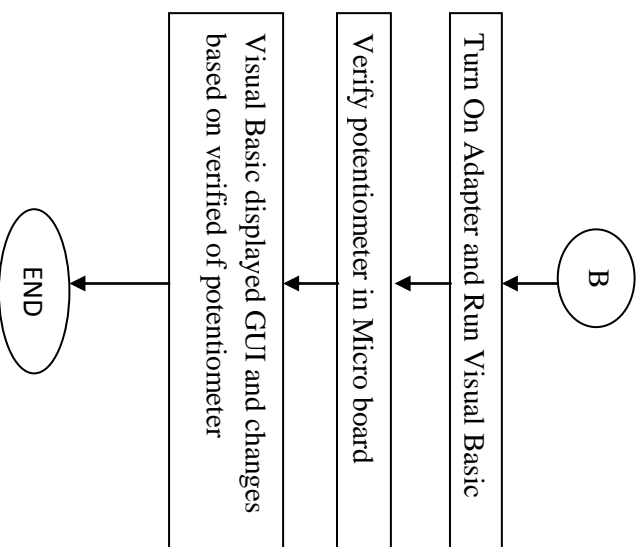 B
Turn On Adapter and Run Visual Basic
Verify potentiometer in Micro board
Visual Basic displayed GUI and changes
based on verified of potentiometer
END